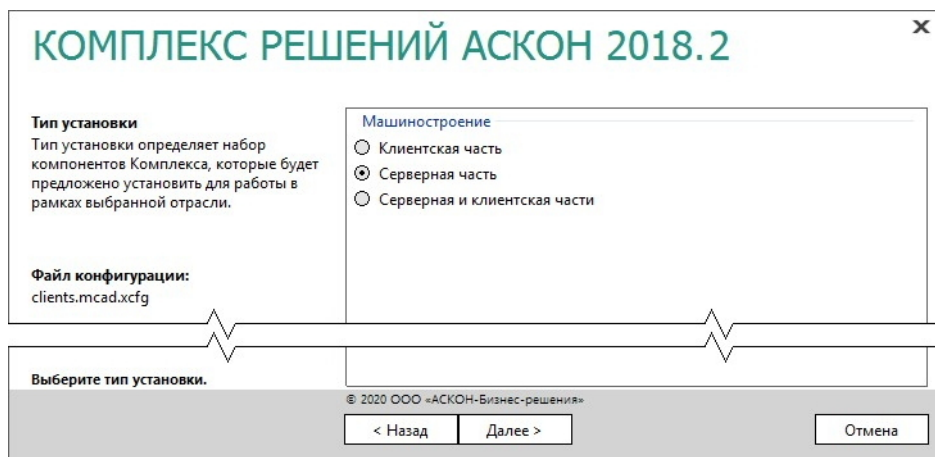 КОМПЛЕКС РЕШЕНИЙ АСКОН 2018.2
x
Тип установки
Тип установки определяет набор
компонентов Комплекса, которые будет
предложено установить для работы в
рамках выбранной отрасли.
Файл конфигурации:
clients.mcad.xcfg
Выберите тип установки.
Машиностроение
Клиентская часть
Серверная часть
Серверная и клиентская части
© 2020 ООО «АСКОН-Бизнес-решения»
< Назад
Далее >
Отмена